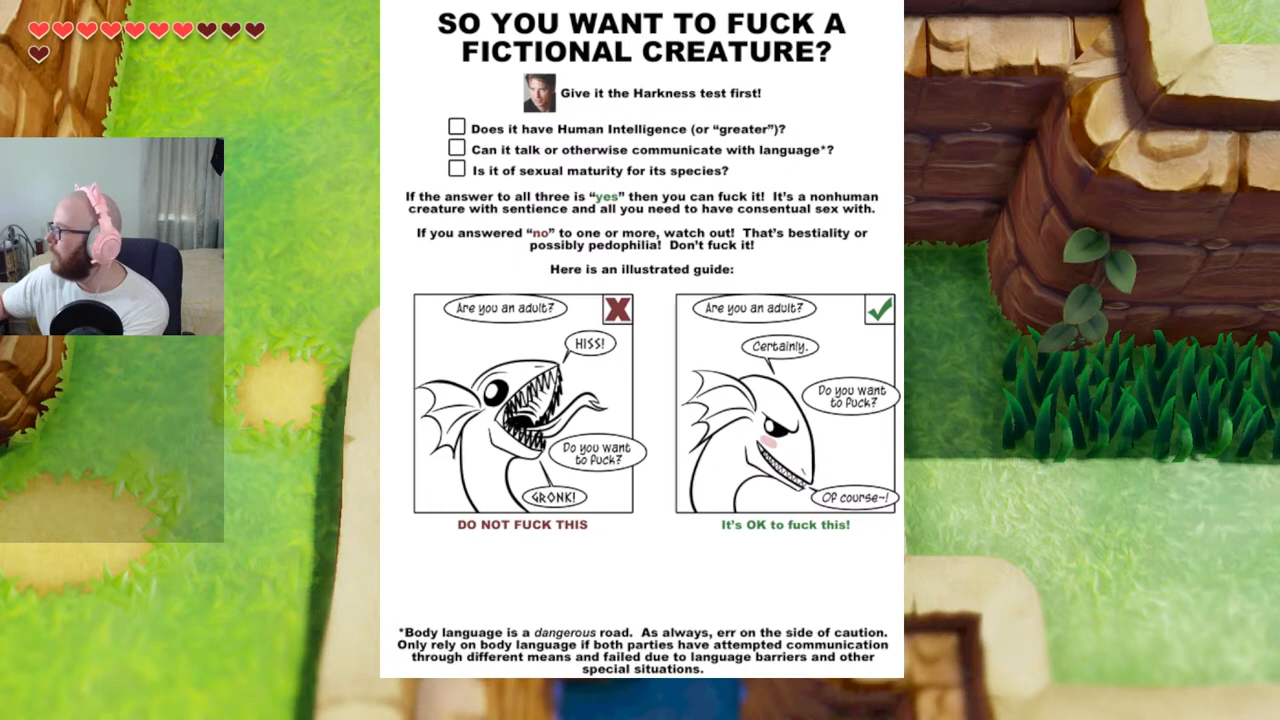 SO YOU WANT TO FUCK A
FICTIONAL CREATURE?
Give it the Harkness test first!
Does it have Human Intelligence (or “greater”)?
Can it talk or otherwise communicate with language*?
Is it of sexual maturity for its species?
If the answer to all three is “yes” then you can fuck it! It’s a nonhuman
creature with sentience and all you need to have consentual sex with.
If you answered “no” to one or more, watch out! That’s bestiality or
possibly pedophilia! Don’t fuck it!
Here is an illustrated guide:
Are you an adult?
HISS!
Do you want
to fuck?
GRONK!
DO NOT FUCK THIS
Are you an adult?
Certainly.
Do you want
to fuck?
Of course~!
It’s OK to fuck this!
*Body language is a dangerous road. As always, err on the side of caution.
Only rely on body language if both parties have attempted communication
through different means and failed due to language barriers and other
special situations.